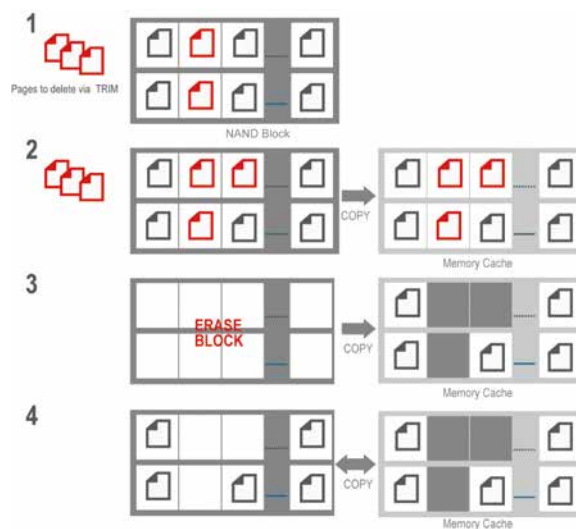 1
Pages to delete via TRIM
NAND Block
2
COPY
Memory Cache
3
ERASE
BLOCK
COPY
Memory Cache
4
COPY
Memory Cache